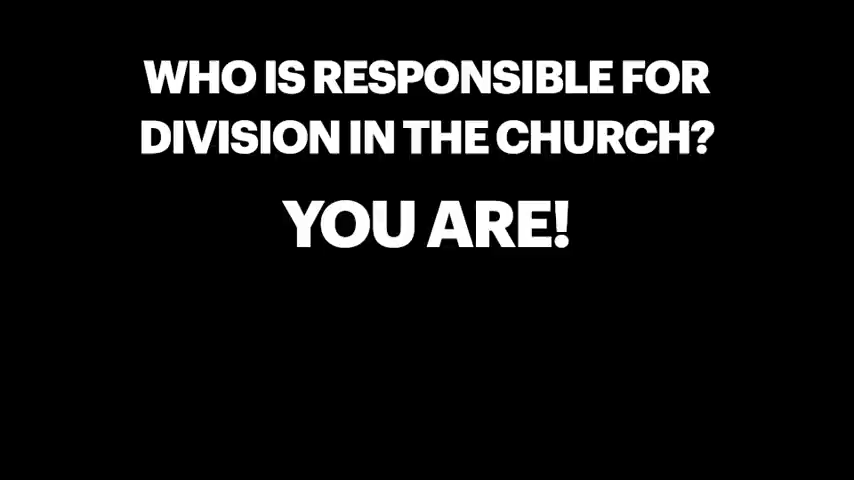 WHO IS RESPONSIBLE FOR
DIVISION IN THE CHURCH?
YOU ARE!